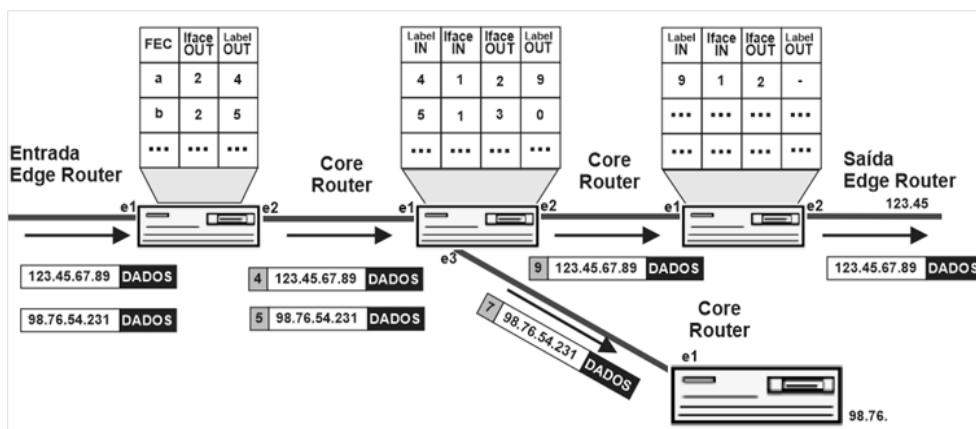 FEC Iface OUT Label OUT
a 2 4
b 2 5
... ... ...
Label IN Iface IN Iface OUT Label OUT
4 1 2 9
5 1 3 0
... ... ... ...
Label IN Iface IN Iface OUT Label OUT
9 1 2 -
... ... ... ...
... ... ... ...
Entrada
Edge Router
Core
Router
Core
Router
Saída
Edge Router
123.45
e1
e2
e1
e2
e3
e1
e2
123.45.67.89 DADOS
4 123.45.67.89 DADOS
9 123.45.67.89 DADOS
123.45.67.89 DADOS
98.76.54.231 DADOS
5 98.76.54.231 DADOS
7 98.76.54.231 DADOS
Core
Router
e1
98.76.